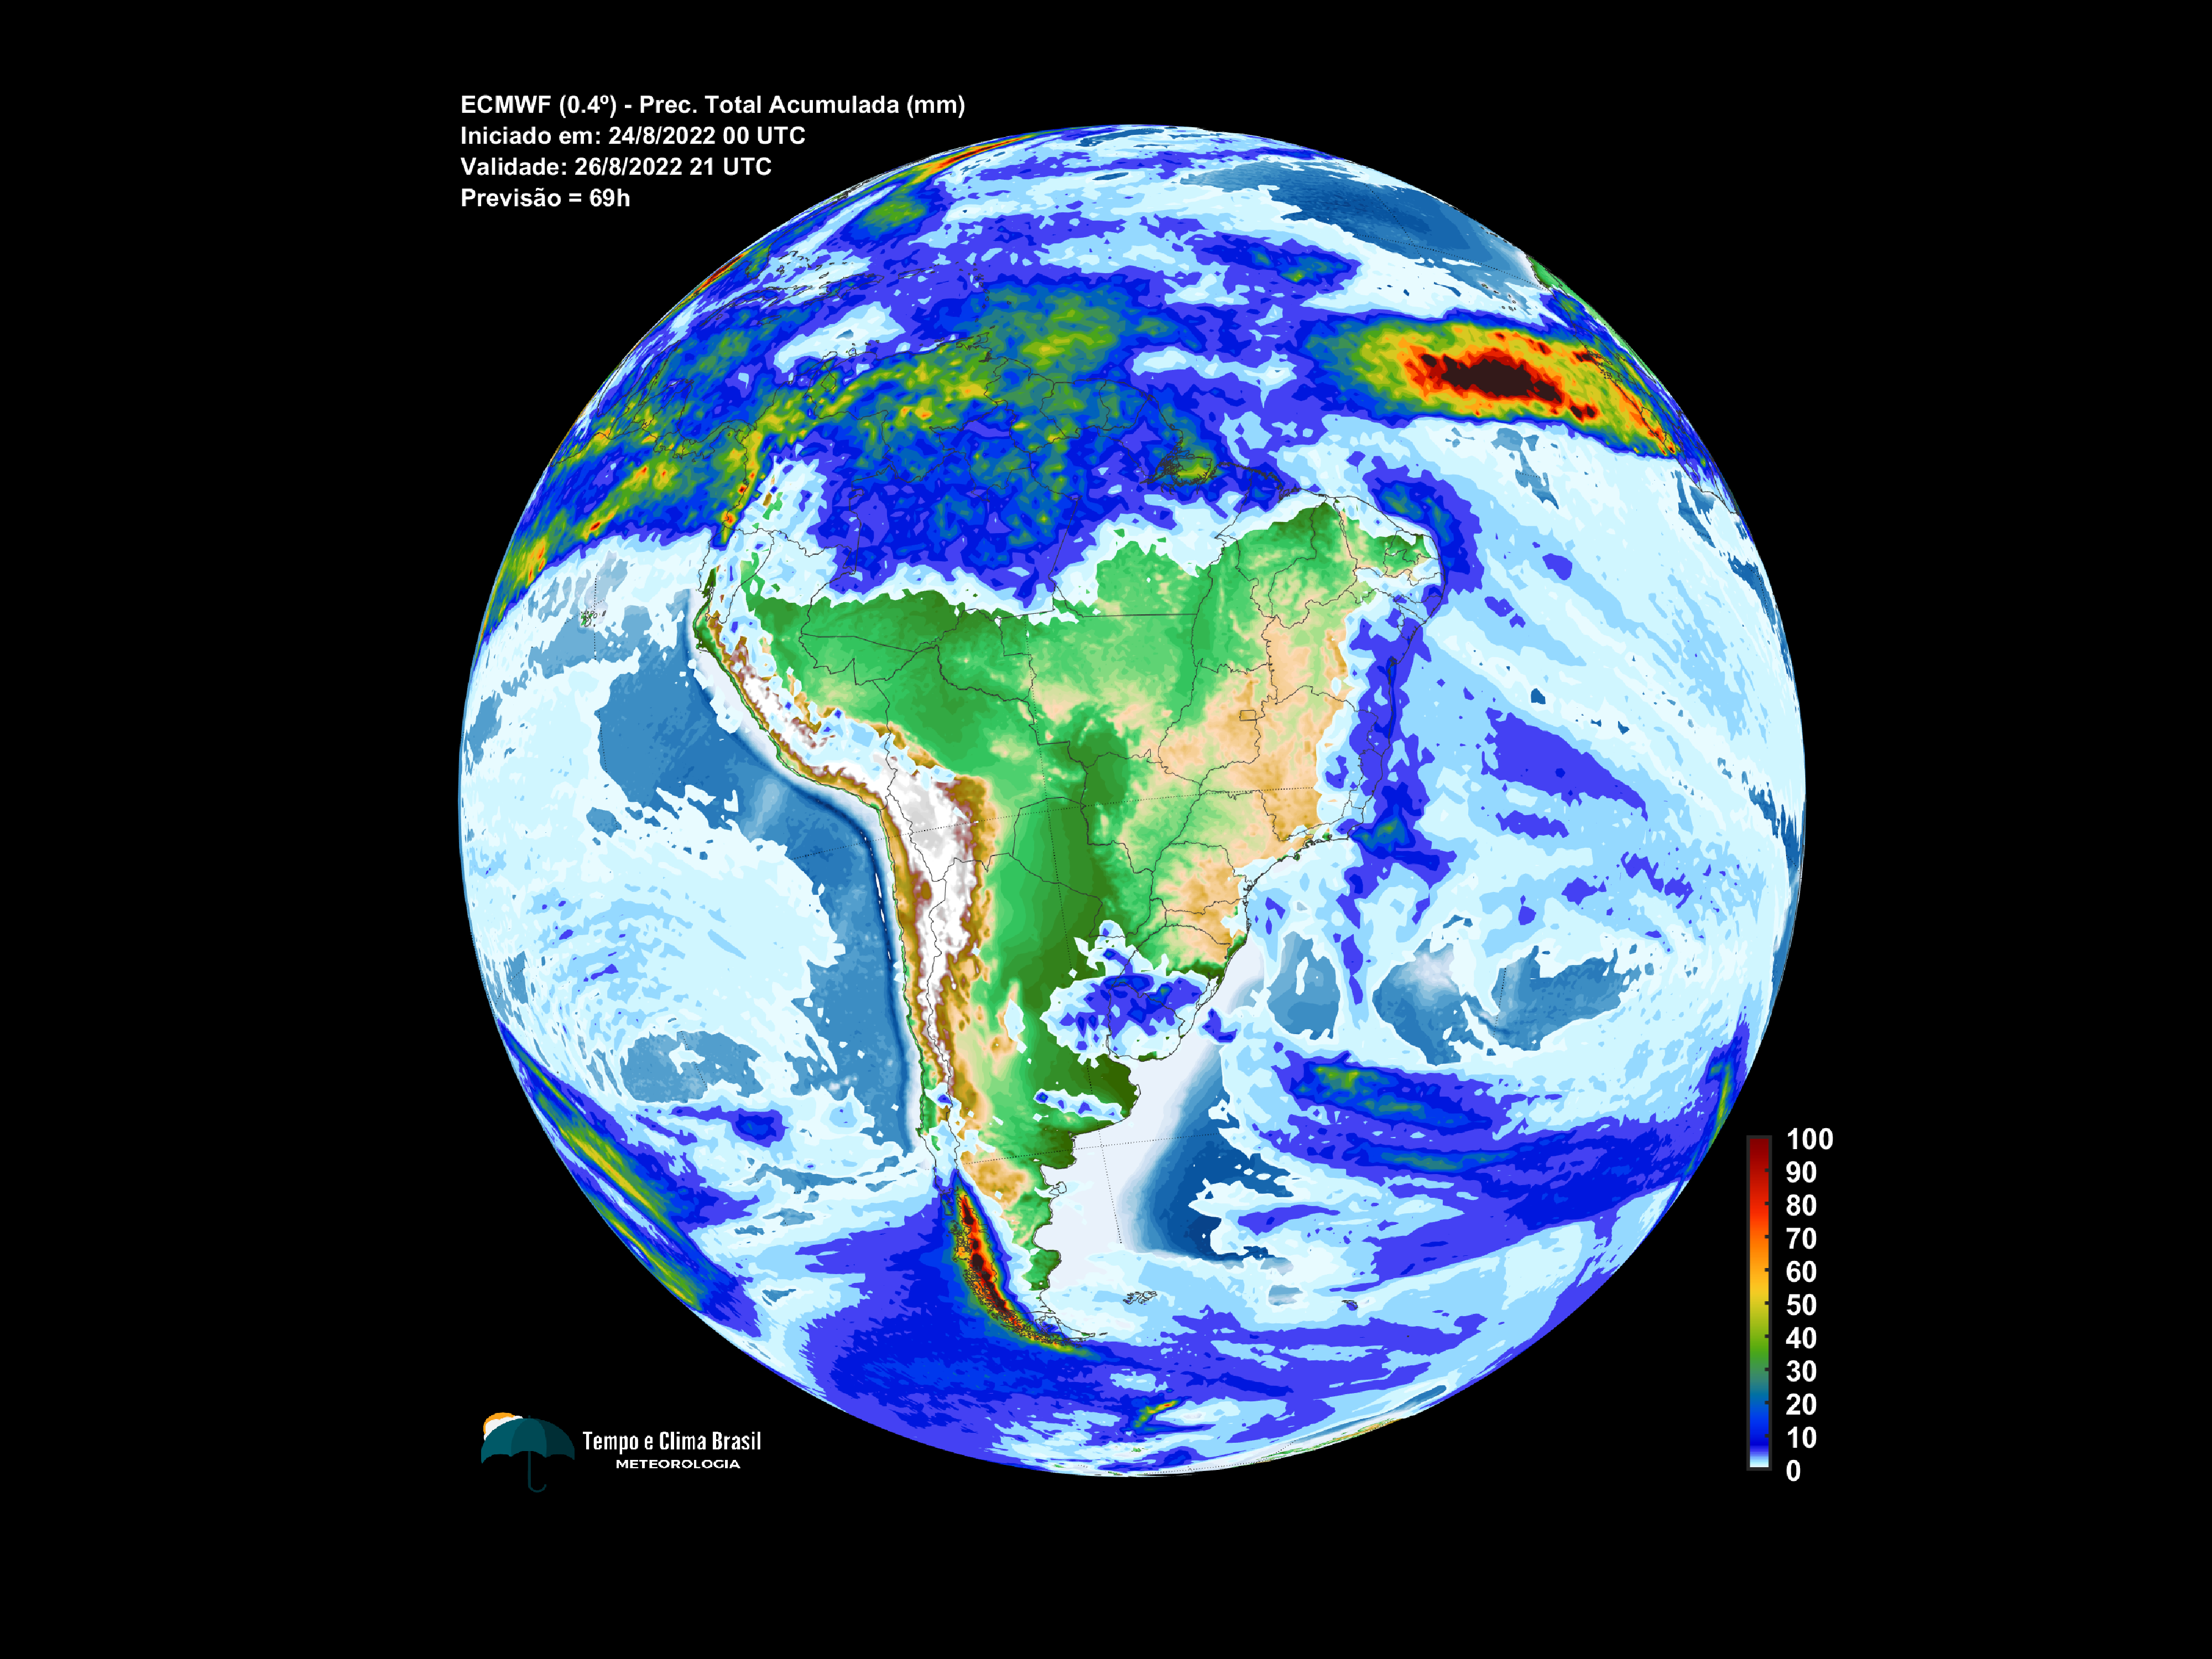 ECMWF (0.4º) - Prec. Total Acumulada (mm)
Iniciado em: 24/8/2022 00 UTC
Validade: 26/8/2022 21 UTC
Previsão = 69h
100
90
80
70
60
50
40
30
20
10
0
Tempo e Clima Brasil
METEOROLOGIA